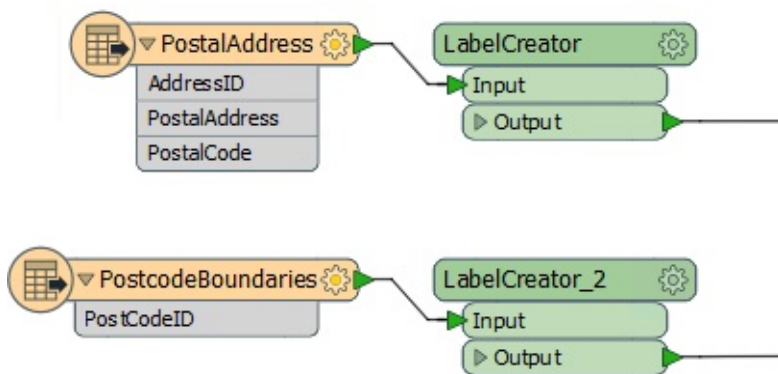 PostalAddress
AddressID
PostalAddress
PostalCode
LabelCreator
Input
Output
PostcodeBoundaries
PostCodeID
LabelCreator_2
Input
Output